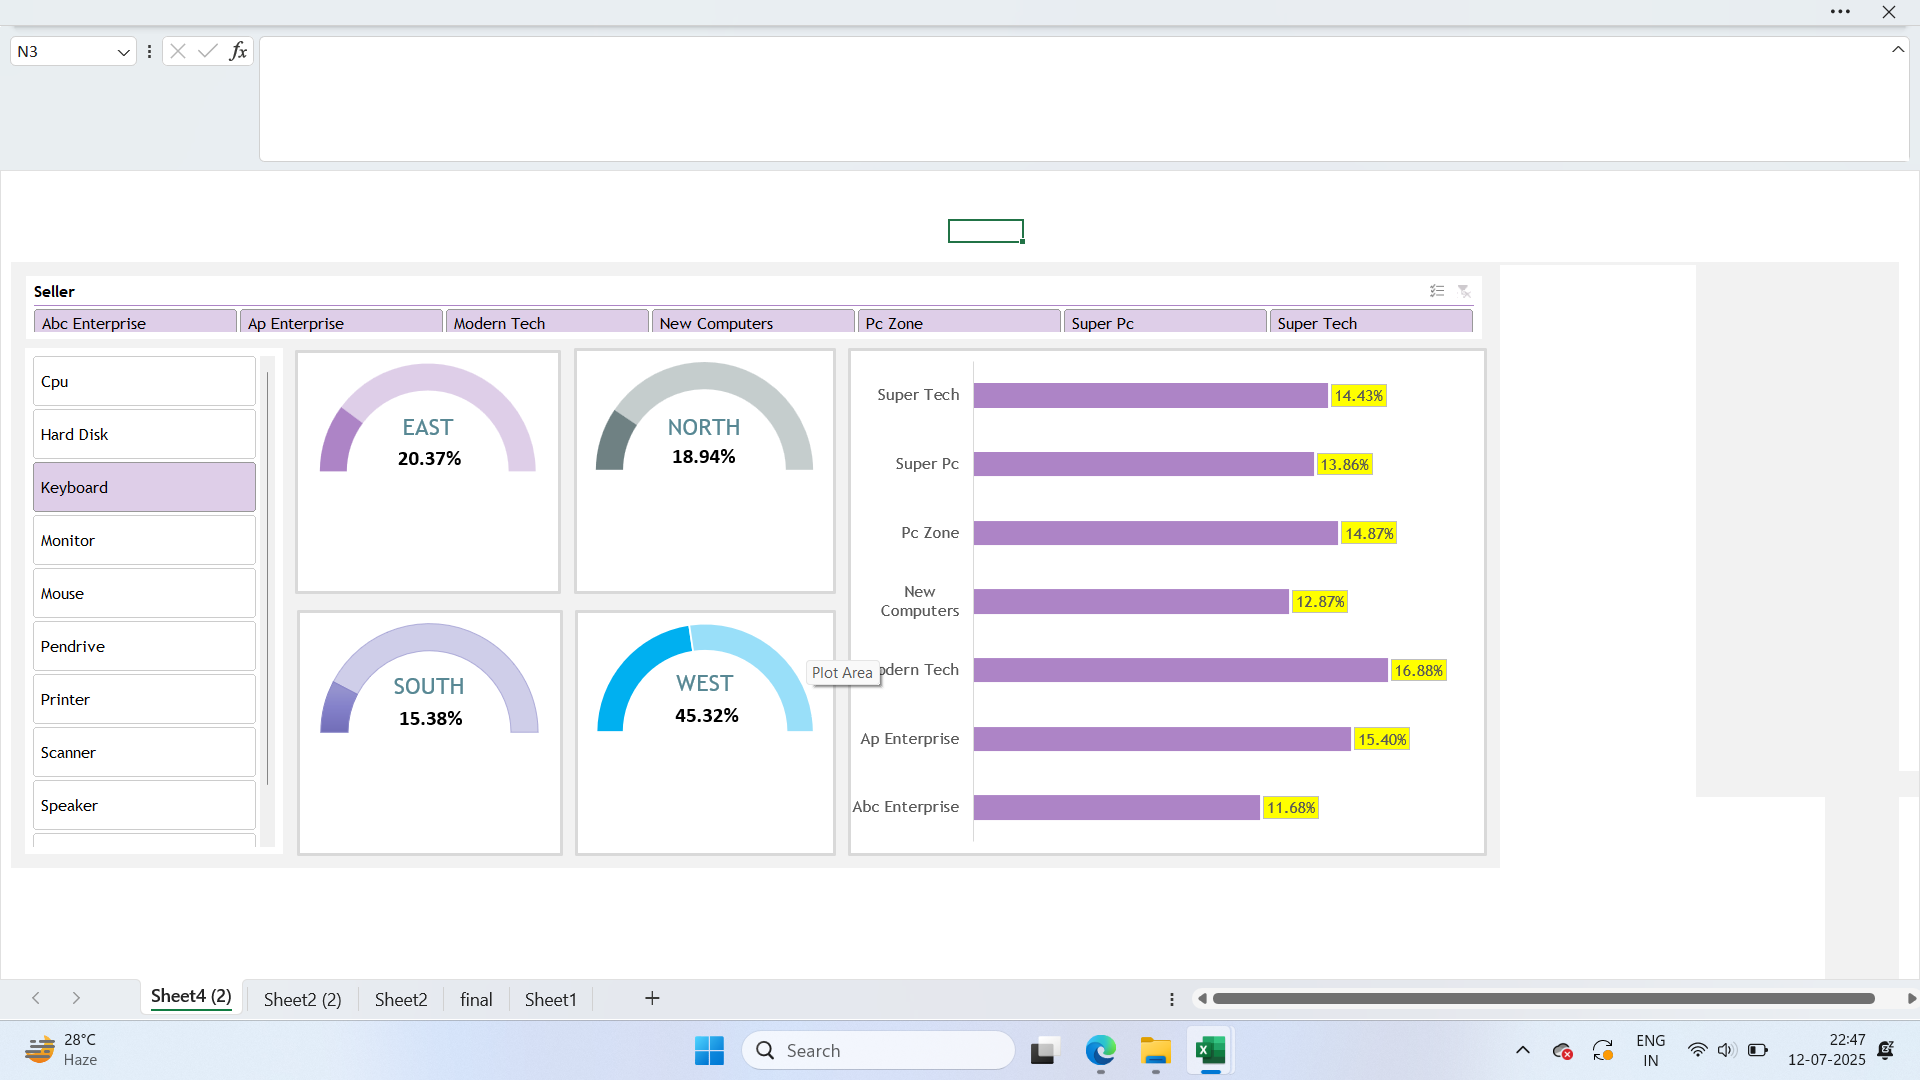 N3
fx
Seller
Abc Enterprise
Ap Enterprise
Modern Tech
New Computers
Pc Zone
Super Pc
Super Tech
Cpu
Hard Disk
Keyboard
Monitor
Mouse
Pendrive
Printer
Scanner
Speaker
EAST
20.37%
NORTH
18.94%
SOUTH
15.38%
WEST
45.32%
Plot Area
Super Tech
14.43%
Super Pc
13.86%
Pc Zone
14.87%
New
Computers
12.87%
odern Tech
16.88%
Ap Enterprise
15.40%
Abc Enterprise
11.68%
Sheet4 (2)
Sheet2 (2)
Sheet2
final
Sheet1
28°C
Haze
Search
ENG
IN
22:47
12-07-2025